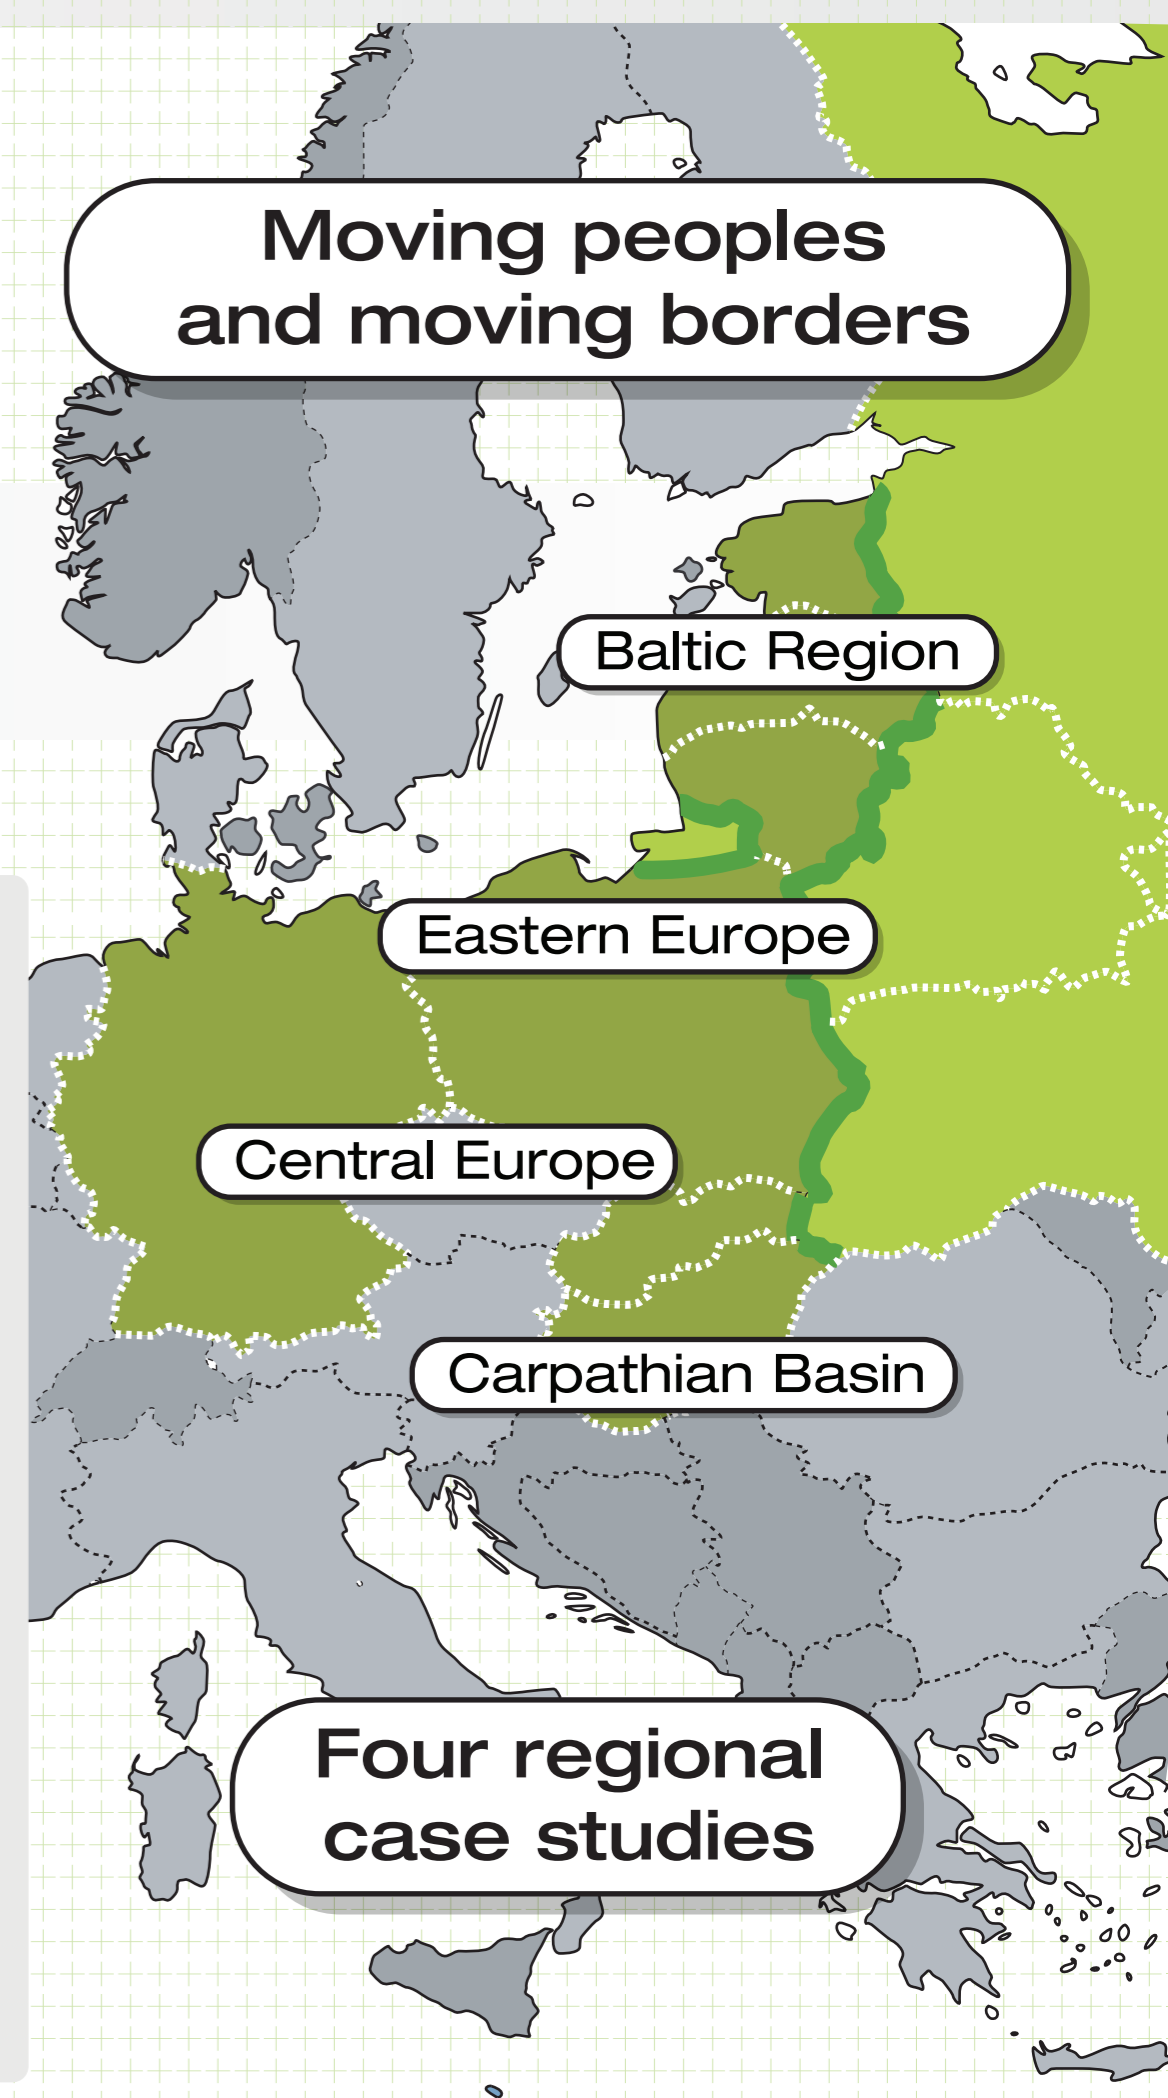 Moving peoples
and moving borders
Baltic Region
Eastern Europe
Central Europe
Carpathian Basin
Four regional
case studies